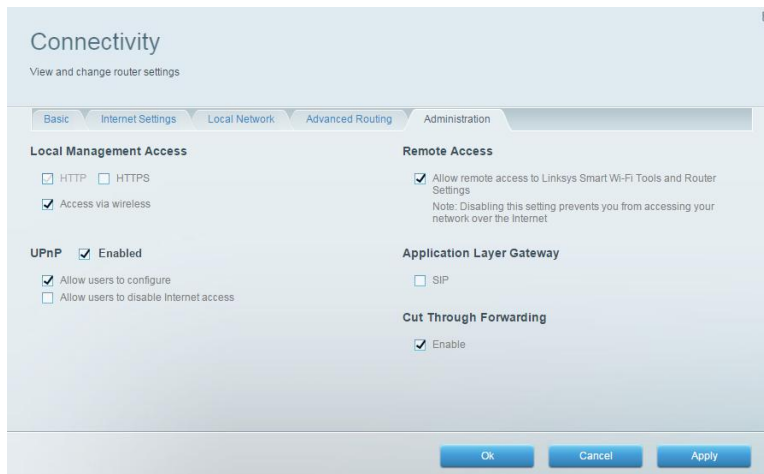 Connectivity
View and change router settings
Basic
Internet Settings
Local Network
Advanced Routing
Administration
Local Management Access
HTTP
HTTPS
Access via wireless
UPnP
Enabled
Allow users to configure
Allow users to disable Internet access
Remote Access
Allow remote access to Linksys Smart Wi-Fi Tools and Router
Settings
Note: Disabling this setting prevents you from accessing your
network over the Internet
Application Layer Gateway
SIP
Cut Through Forwarding
Enable
Ok
Cancel
Apply